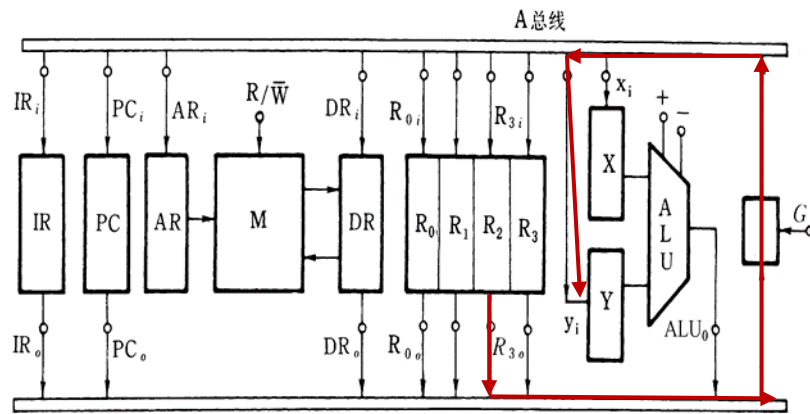 A总线
IRᵢ PCᵢ ARᵢ R/W̅ DRᵢ R₀ᵢ R₃ᵢ xᵢ + −
IR PC AR M DR R₀ R₁ R₂ R₃ X ALU G
Y
yᵢ
IRₒ PCₒ DRₒ R₀ₒ R₃ₒ ALU₀